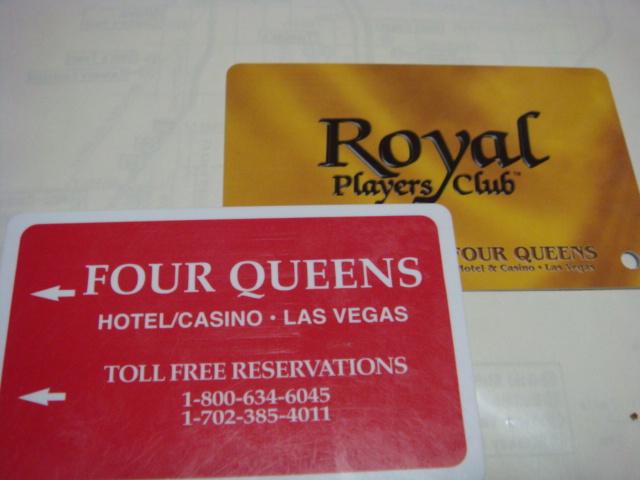 Royal
Players Club™
FOUR QUEENS
Hotel & Casino • Las Vegas
FOUR QUEENS
HOTEL/CASINO • LAS VEGAS
TOLL FREE RESERVATIONS
1-800-634-6045
1-702-385-4011